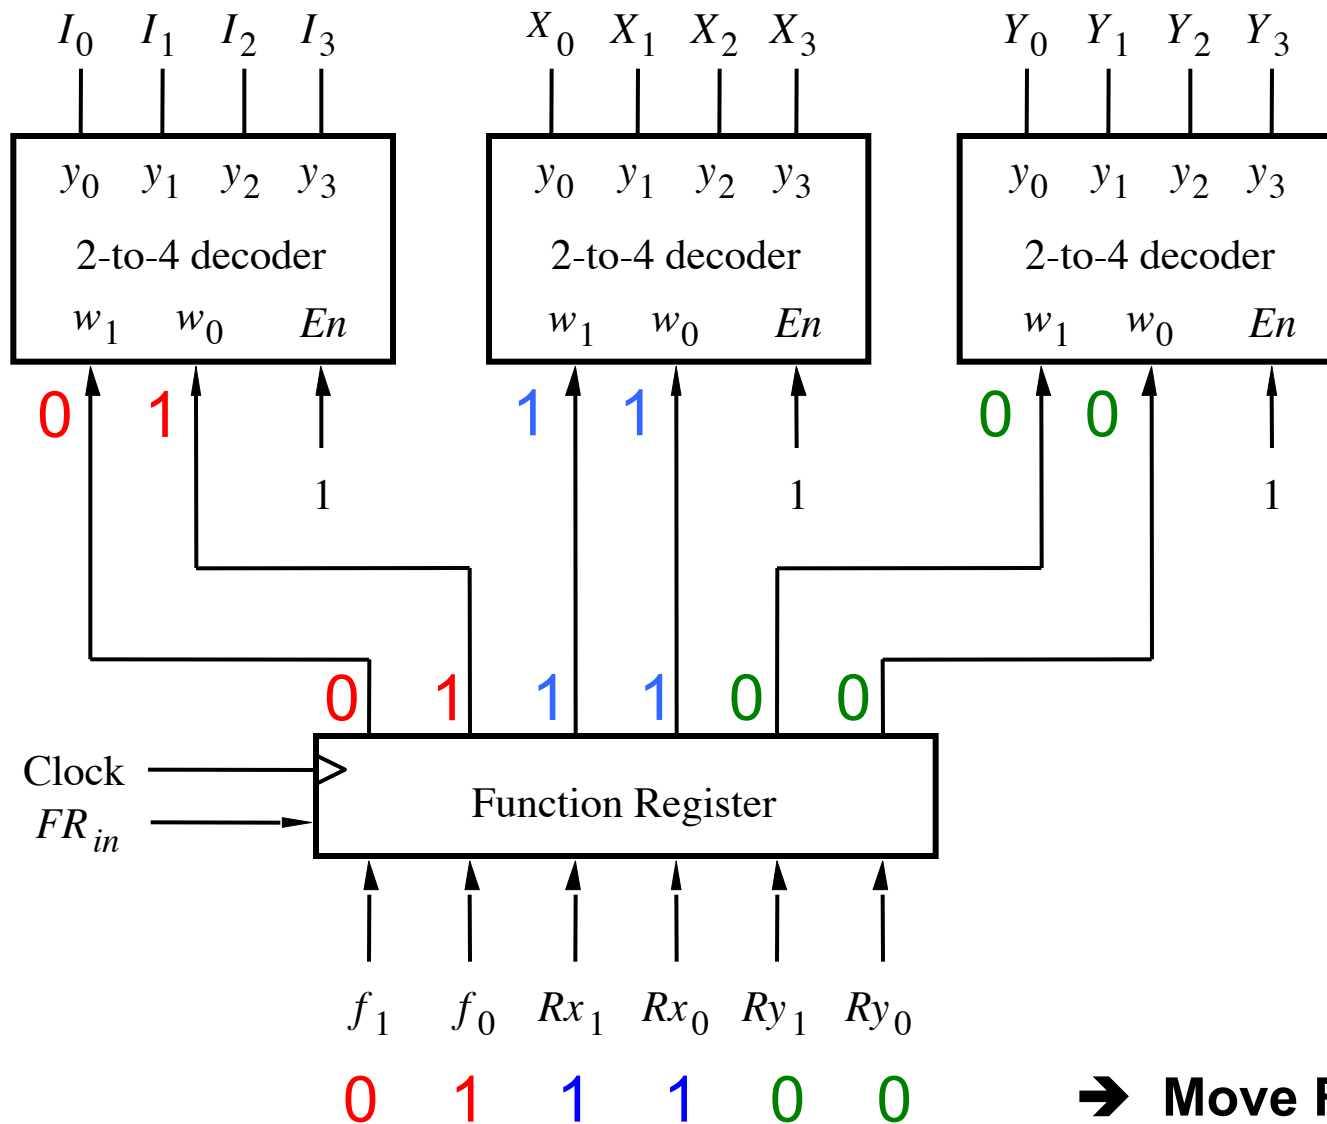 I0 I1 I2 I3 X0 X1 X2 X3 Y0 Y1 Y2 Y3
y0 y1 y2 y3 y0 y1 y2 y3 y0 y1 y2 y3
2-to-4 decoder 2-to-4 decoder 2-to-4 decoder
w1 w0 En w1 w0 En w1 w0 En
0 1 1 1 0 0
1 1 1
0 1 1 1 0 0
Clock
Function Register
FRin
f1 f0 Rx1 Rx0 Ry1 Ry0
0 1 1 1 0 0 ➔ Move